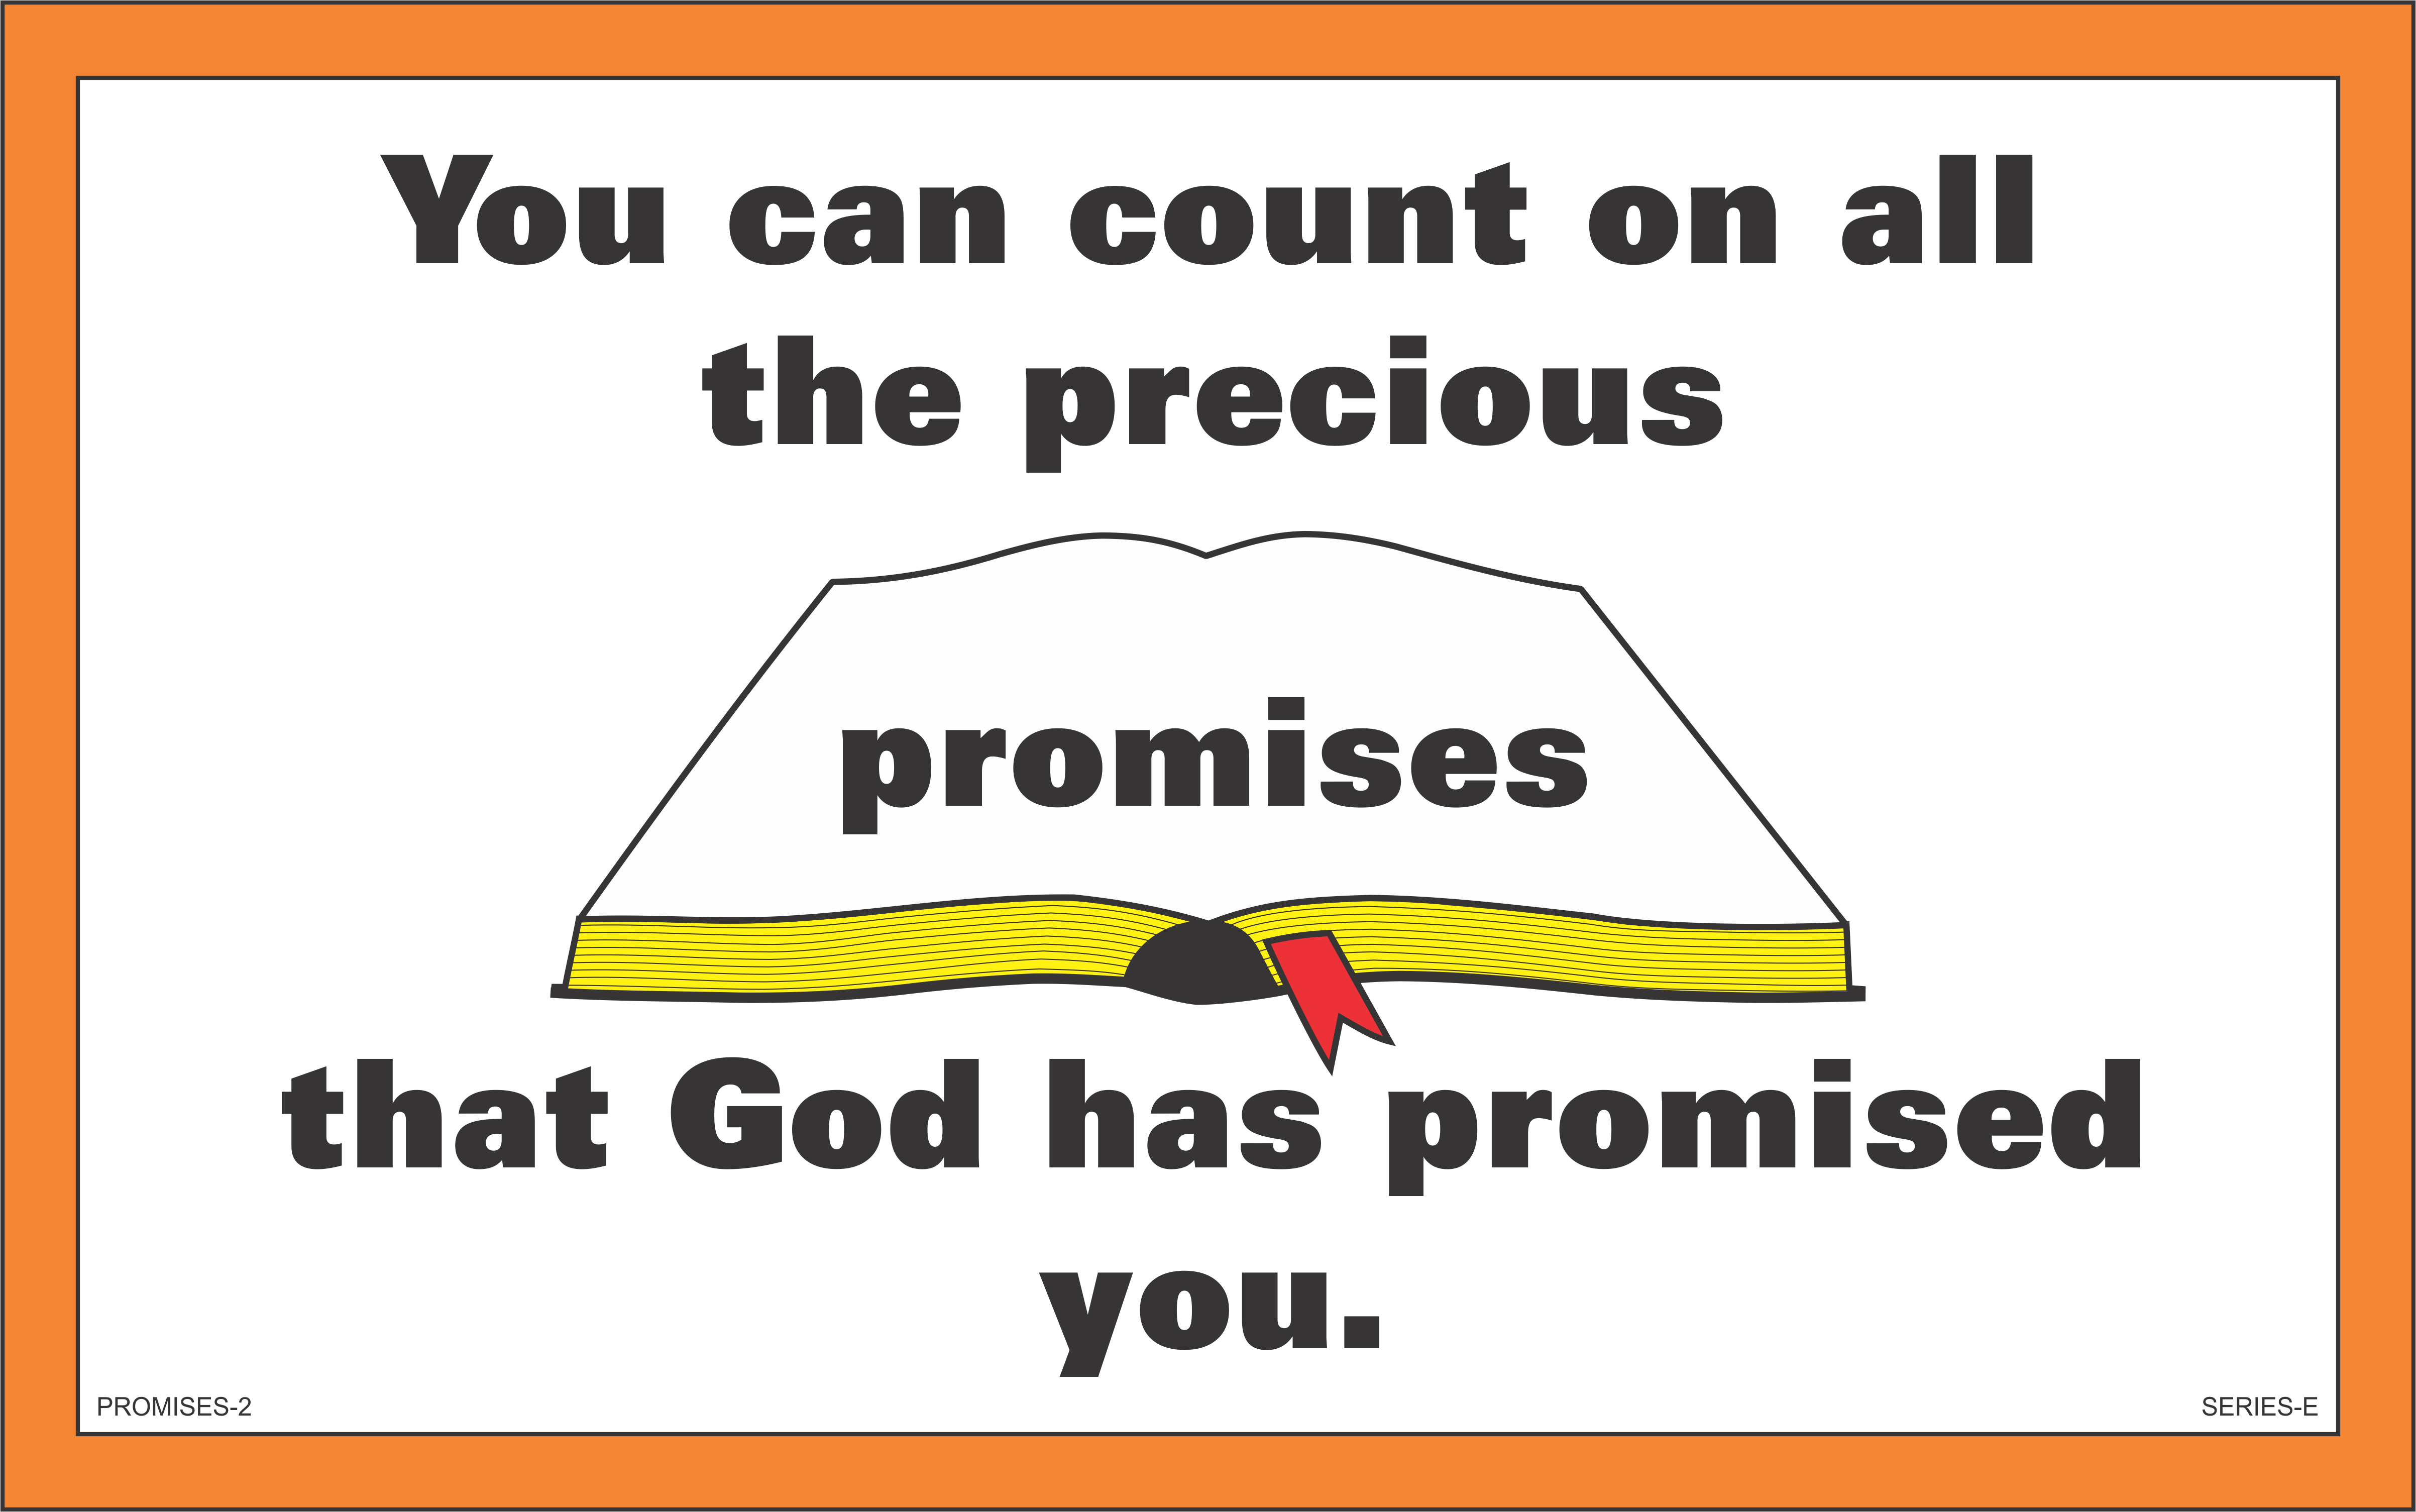 You can count on all
the precious
promises
that God has promised
you.
PROMISES-2
SERIES-E